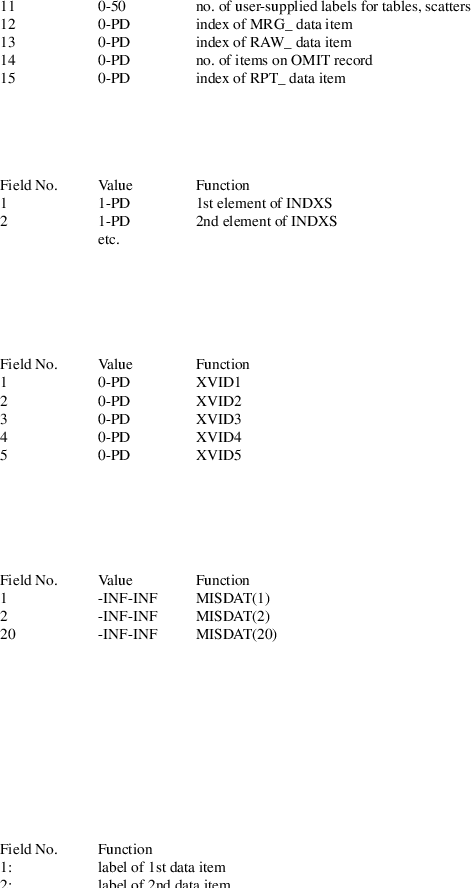 11 0-50 no. of user-supplied labels for tables, scatters
12 0-PD index of MRG_ data item
13 0-PD index of RAW_ data item
14 0-PD no. of items on OMIT record
15 0-PD index of RPT_ data item
Field No. Value Function
1 1-PD 1st element of INDXS
2 1-PD 2nd element of INDXS
etc.
Field No. Value Function
1 0-PD XVID1
2 0-PD XVID2
3 0-PD XVID3
4 0-PD XVID4
5 0-PD XVID5
Field No. Value Function
1 -INF-INF MISDAT(1)
2 -INF-INF MISDAT(2)
20 -INF-INF MISDAT(20)
Field No. Function
1: label of 1st data item
2: label of 2nd data item